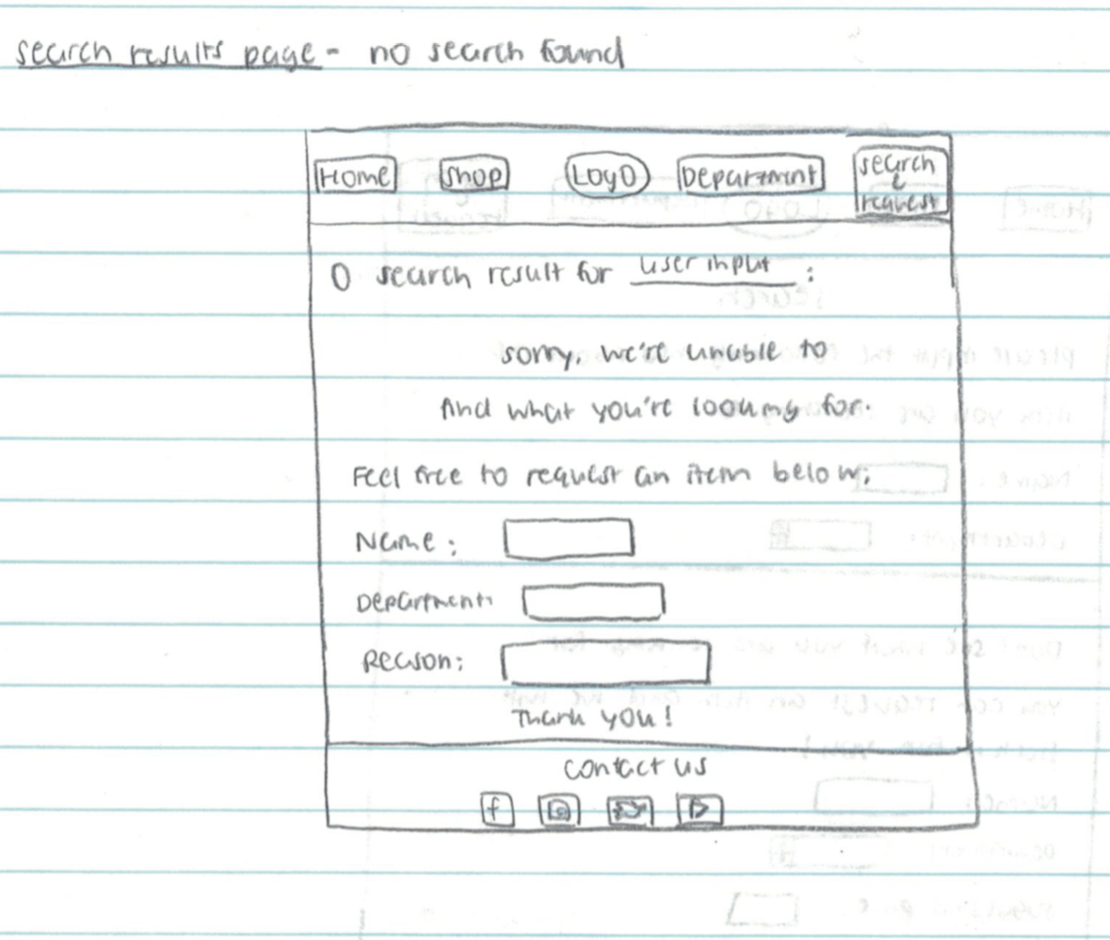 search results page - no search found
Home Shop Logo Department search & request
0 search result for user input :
sorry, we're unable to
find what you're looking for.
Feel free to request an item below:
Name:
Department:
Reason:
Thank you!
contact us
f